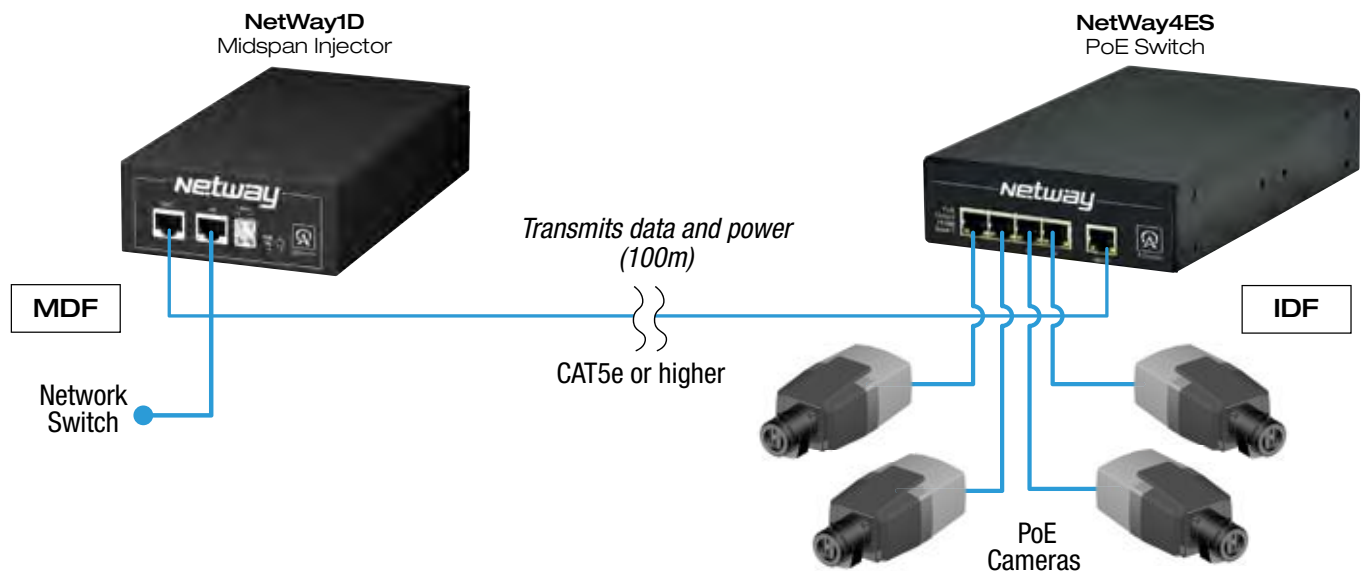 NetWay1D
Midspan Injector
NetWay4ES
PoE Switch
Netway
Netway
Transmits data and power
(100m)
MDF
IDF
CAT5e or higher
Network
Switch
PoE
Cameras